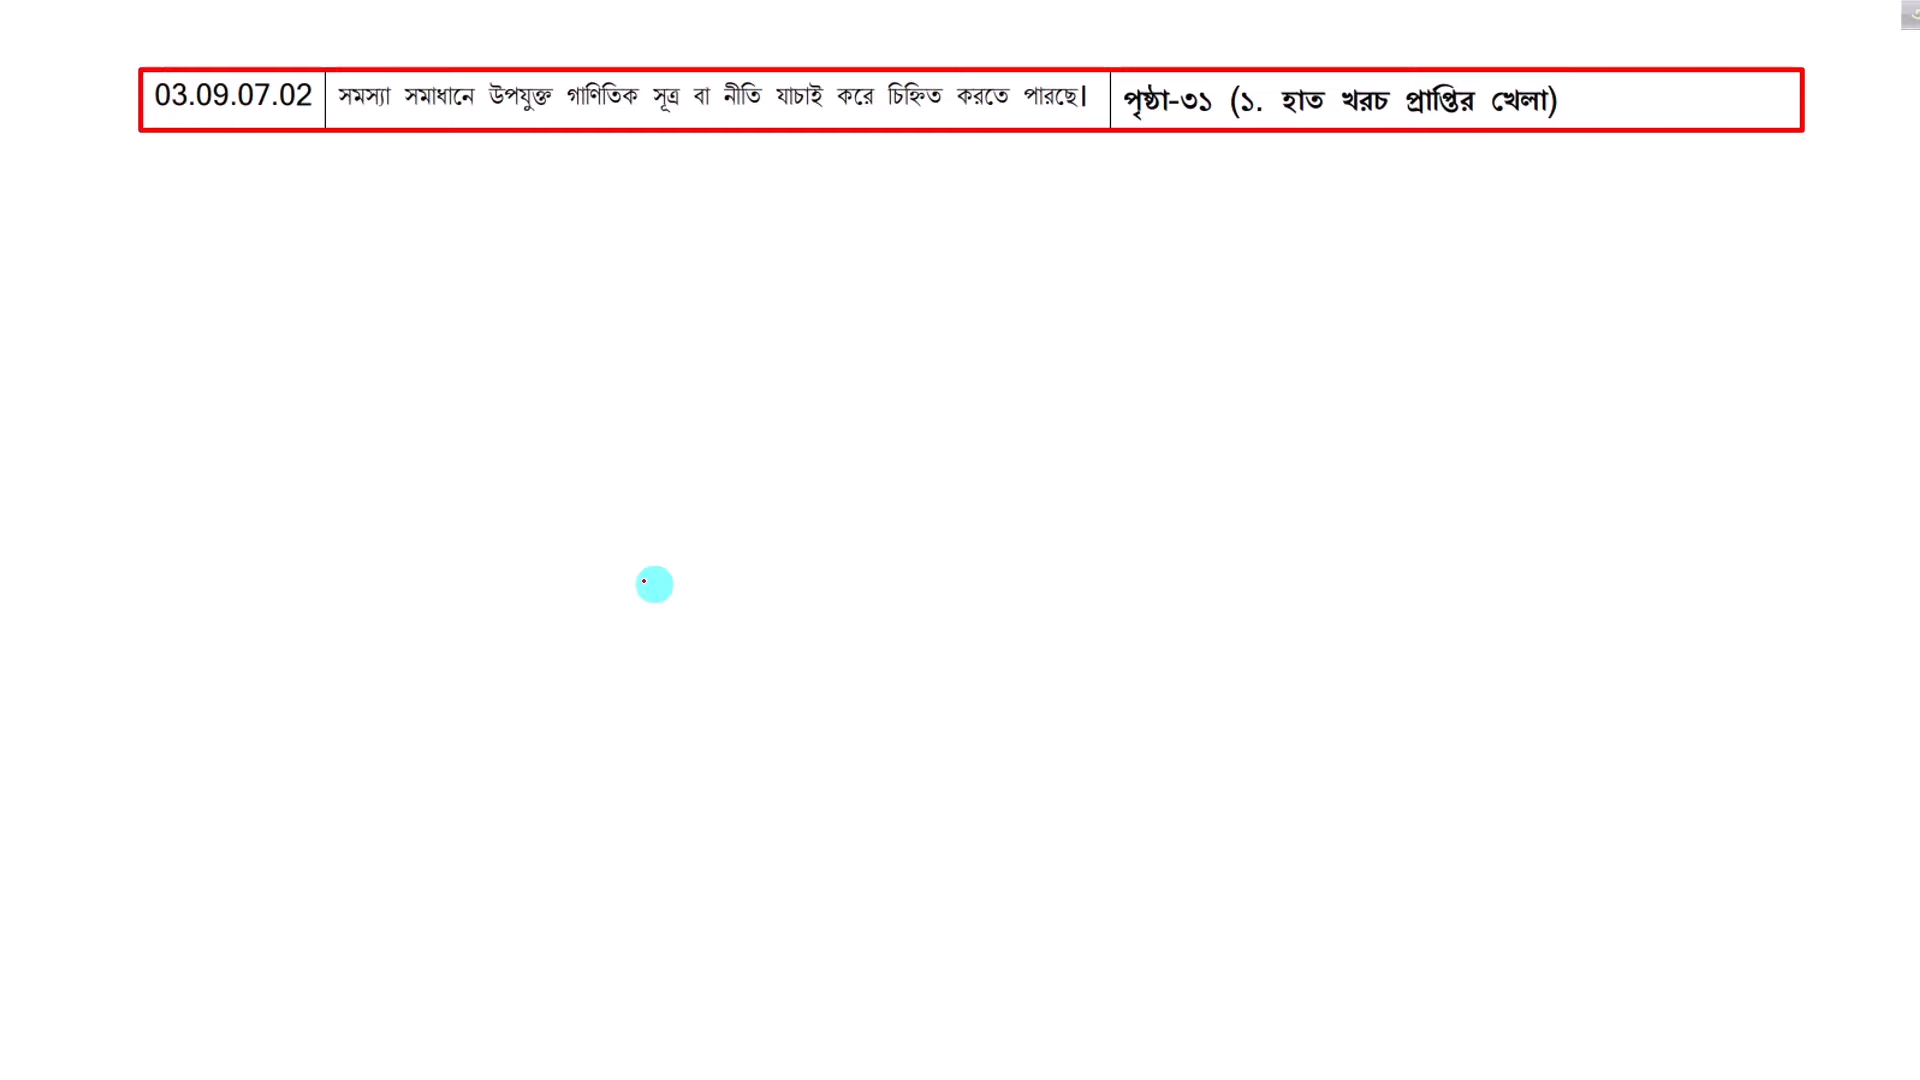 03.09.07.02 সমস্যা সমাধানে উপযুক্ত গাণিতিক সূত্র বা নীতি যাচাই করে চিহ্নিত করতে পারছে। পৃষ্ঠা-৩১ (১. হাত খরচ প্রাপ্তির খেলা)